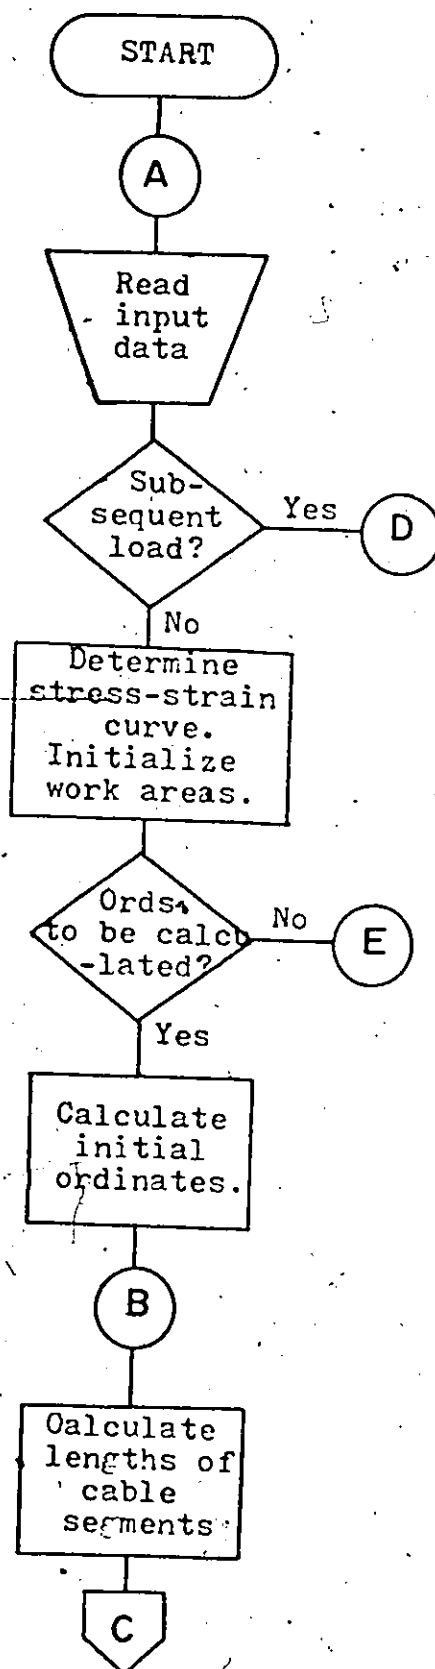 START
A
Read
input
data
Sub-
sequent
load?
Yes
D
No
Determine
stress-strain
curve.
Initialize
work areas.
Ords.
to be calcu
-lated?
No
E
Yes
Calculate
initial
ordinates.
B
Oalculate
lengths of
cable
segments
C